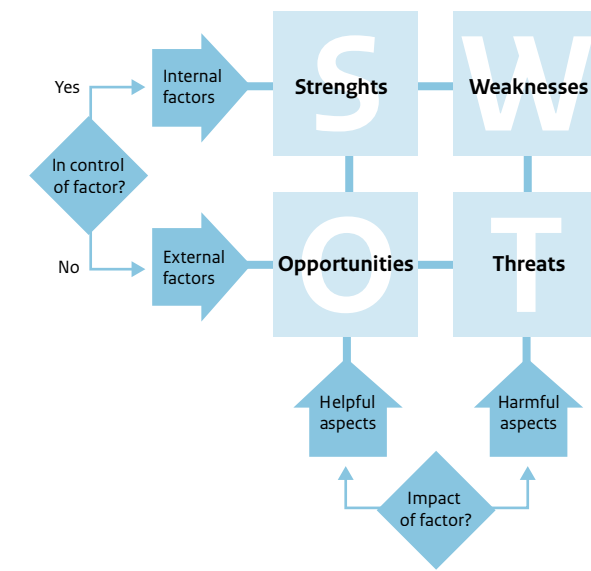 S
W
Yes
Internal
factors
Strenghts
Weaknesses
In control
of factor?
No
External
factors
O
T
Opportunities
Threats
Helpful
aspects
Harmful
aspects
Impact
of factor?